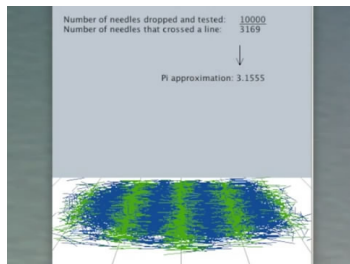 Number of needles dropped and tested: 10000
Number of needles that crossed a line: 3169
Pi approximation: 3.1555